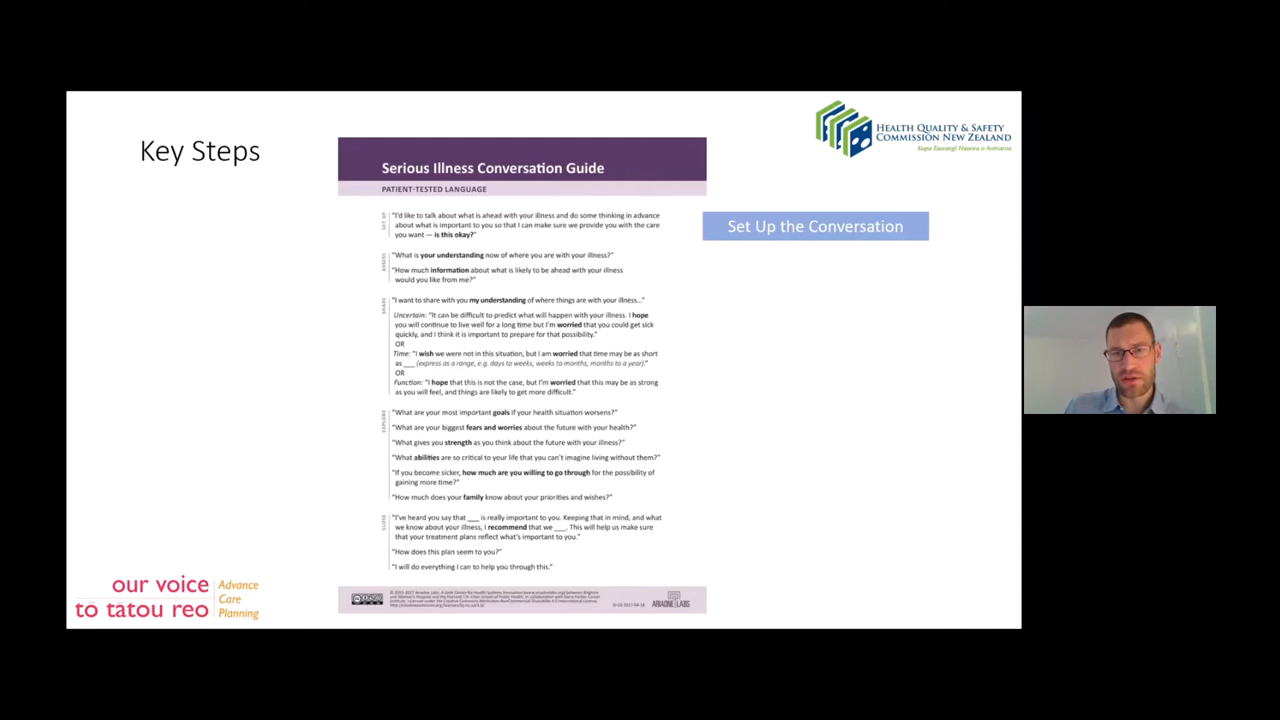 Key Steps
HEALTH QUALITY & SAFETY
COMMISSION NEW ZEALAND
Kupu Taurangi Hauora o Aotearoa
Serious Illness Conversation Guide
PATIENT-TESTED LANGUAGE
SET UP
"I'd like to talk about what is ahead with your illness and do some thinking in advance
about what is important to you so that I can make sure we provide you with the care
you want — is this okay?"
Set Up the Conversation
ASSESS
"What is your understanding now of where you are with your illness?"
"How much information about what is likely to be ahead with your illness
would you like from me?"
SHARE
"I want to share with you my understanding of where things are with your illness..."
Uncertain: "It can be difficult to predict what will happen with your illness. I hope
you will continue to live well for a long time but I'm worried that you could get sick
quickly, and I think it is important to prepare for that possibility."
OR
Time: "I wish we were not in this situation, but I am worried that time may be as short
as ___ (express as a range, e.g. days to weeks, weeks to months, months to a year)."
OR
Function: "I hope that this is not the case, but I'm worried that this may be as strong
as you will feel, and things are likely to get more difficult."
EXPLORE
"What are your most important goals if your health situation worsens?"
"What are your biggest fears and worries about the future with your health?"
"What gives you strength as you think about the future with your illness?"
"What abilities are so critical to your life that you can't imagine living without them?"
"If you become sicker, how much are you willing to go through for the possibility of
gaining more time?"
"How much does your family know about your priorities and wishes?"
CLOSE
"I've heard you say that ___ is really important to you. Keeping that in mind, and what
we know about your illness, I recommend that we ___. This will help us make sure
that your treatment plans reflect what's important to you."
"How does this plan seem to you?"
"I will do everything I can to help you through this."
ARIADNE LABS
our voice
to tatou reo
Advance
Care
Planning